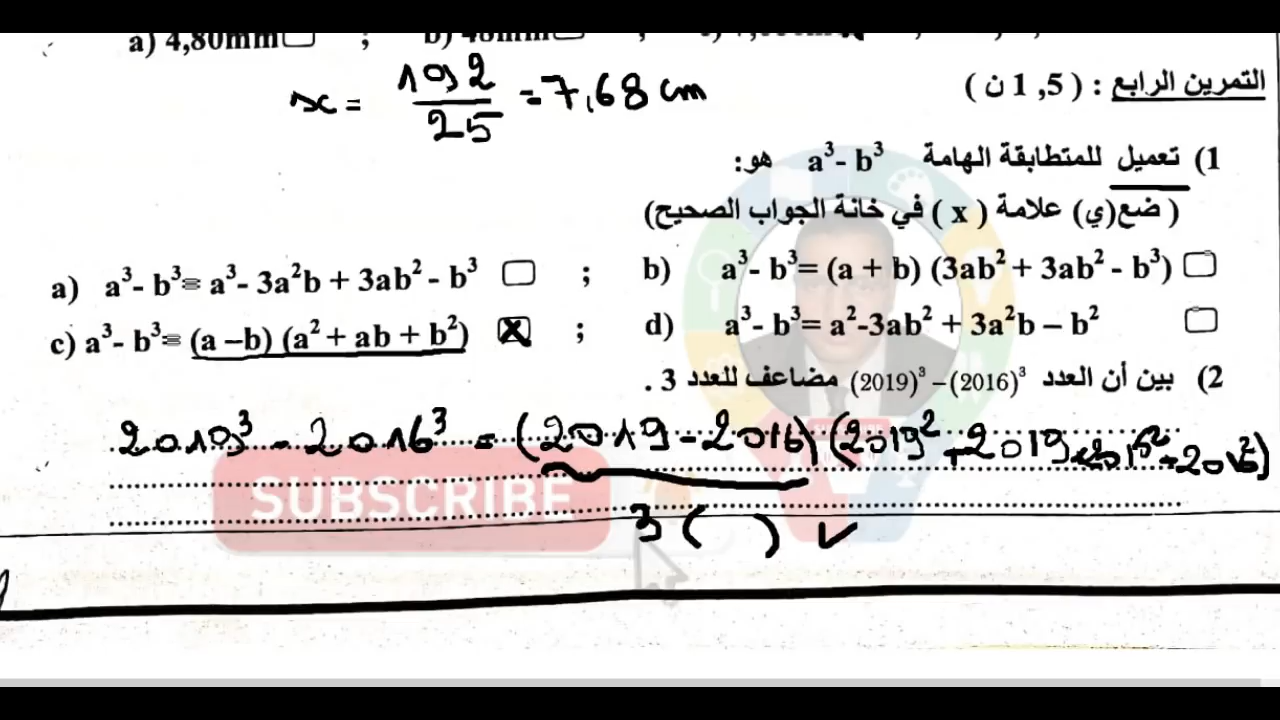 a) 4,80mm ☐ ; b) 48mm ☐ ;
x = 192/25 = 7,68 cm
التمرين الرابع : ( 1,5 ن )
1) تعميل للمتطابقة الهامة a³- b³ هو:
( ضع(ي) علامة ( x ) في خانة الجواب الصحيح)
a) a³- b³= a³- 3a²b + 3ab² - b³ ☐ ; b) a³- b³= (a + b) (3ab² + 3ab² - b³) ☐
c) a³- b³= (a –b) (a² + ab + b²) ☒ ; d) a³- b³= a²-3ab² + 3a²b – b² ☐
2) بين أن العدد (2019)³ –(2016)³ مضاعف للعدد 3 .
2019³ - 2016³ = (2019 - 2016) (2019² + 2019
SUBSCRIBE
3 ( ) ✓